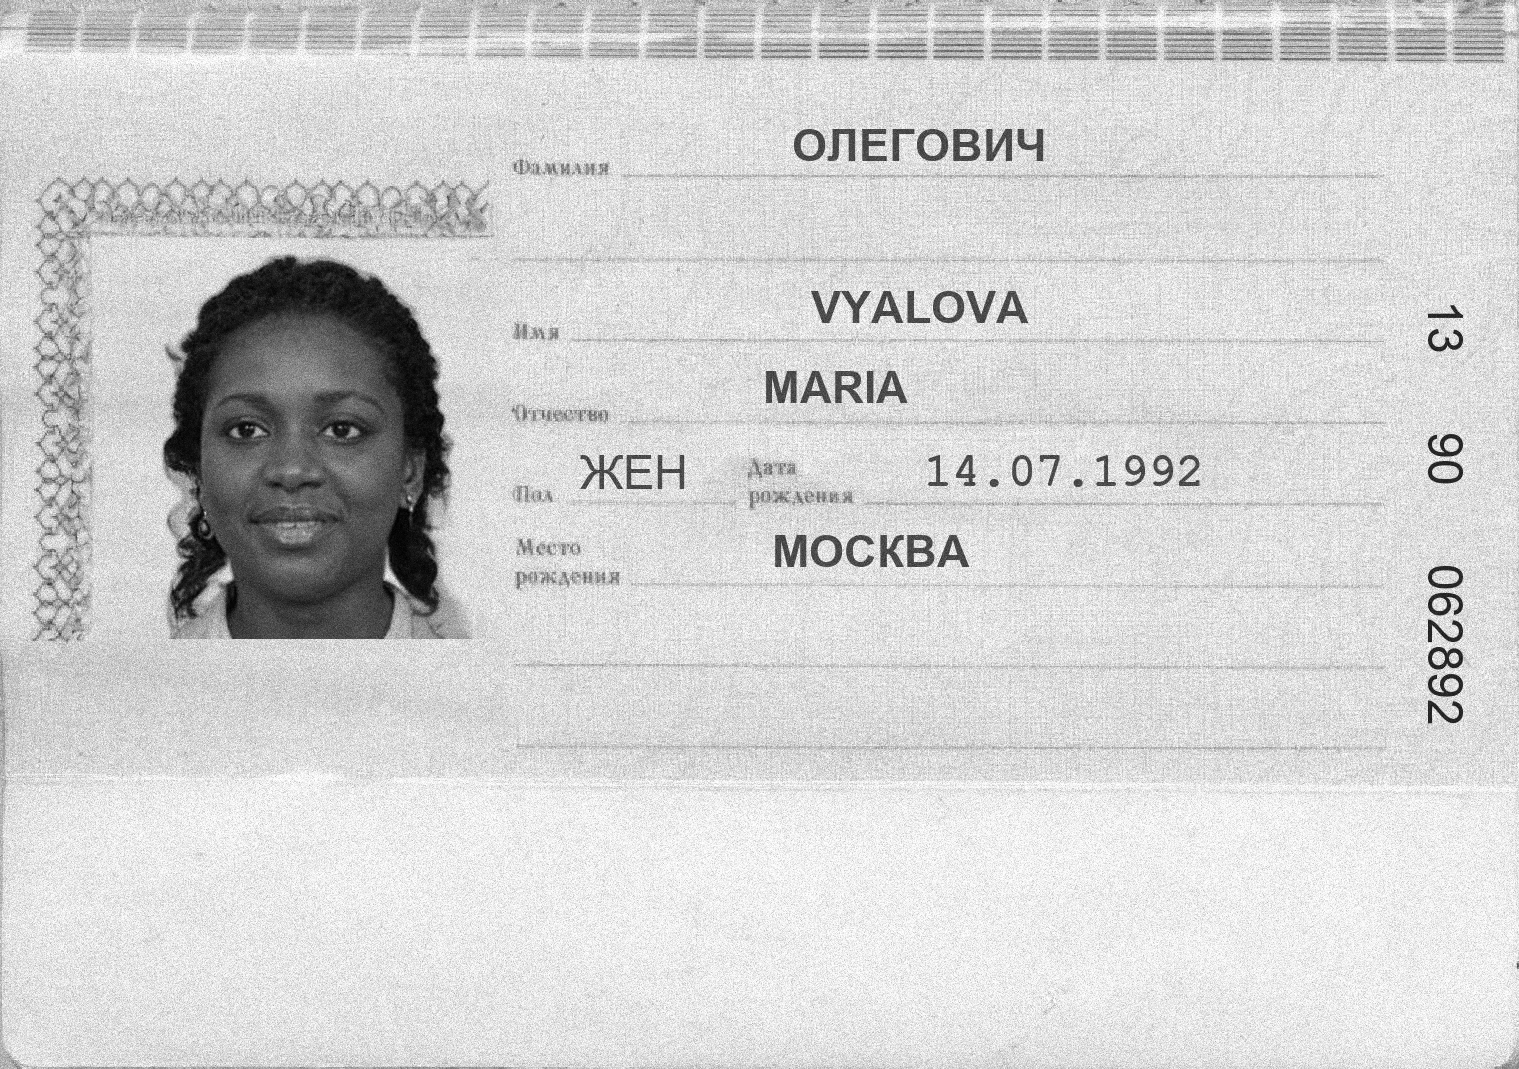 Фамилия ОЛЕГОВИЧ
Имя VYALOVA
Отчество MARIA
Пол ЖЕН Дата рождения 14.07.1992
Место рождения МОСКВА
13 90 062892